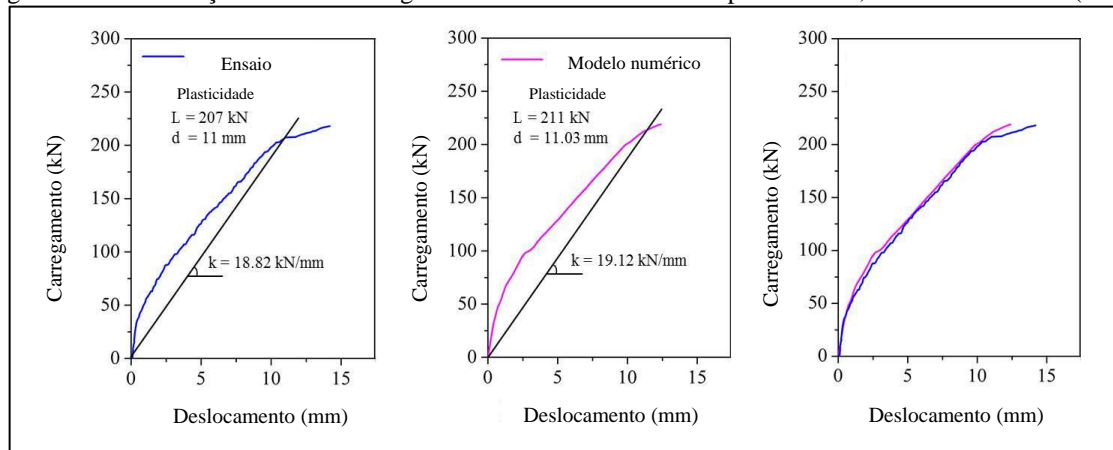 300
250
200
150
100
50
0
0
5
10
15
Carregamento (kN)
Deslocamento (mm)
Ensaio
Plasticidade
L = 207 kN
d = 11 mm
k = 18.82 kN/mm
300
250
200
150
100
50
0
0
5
10
15
Carregamento (kN)
Deslocamento (mm)
Modelo numérico
Plasticidade
L = 211 kN
d = 11.03 mm
k = 19.12 kN/mm
300
250
200
150
100
50
0
0
5
10
15
Carregamento (kN)
Deslocamento (mm)